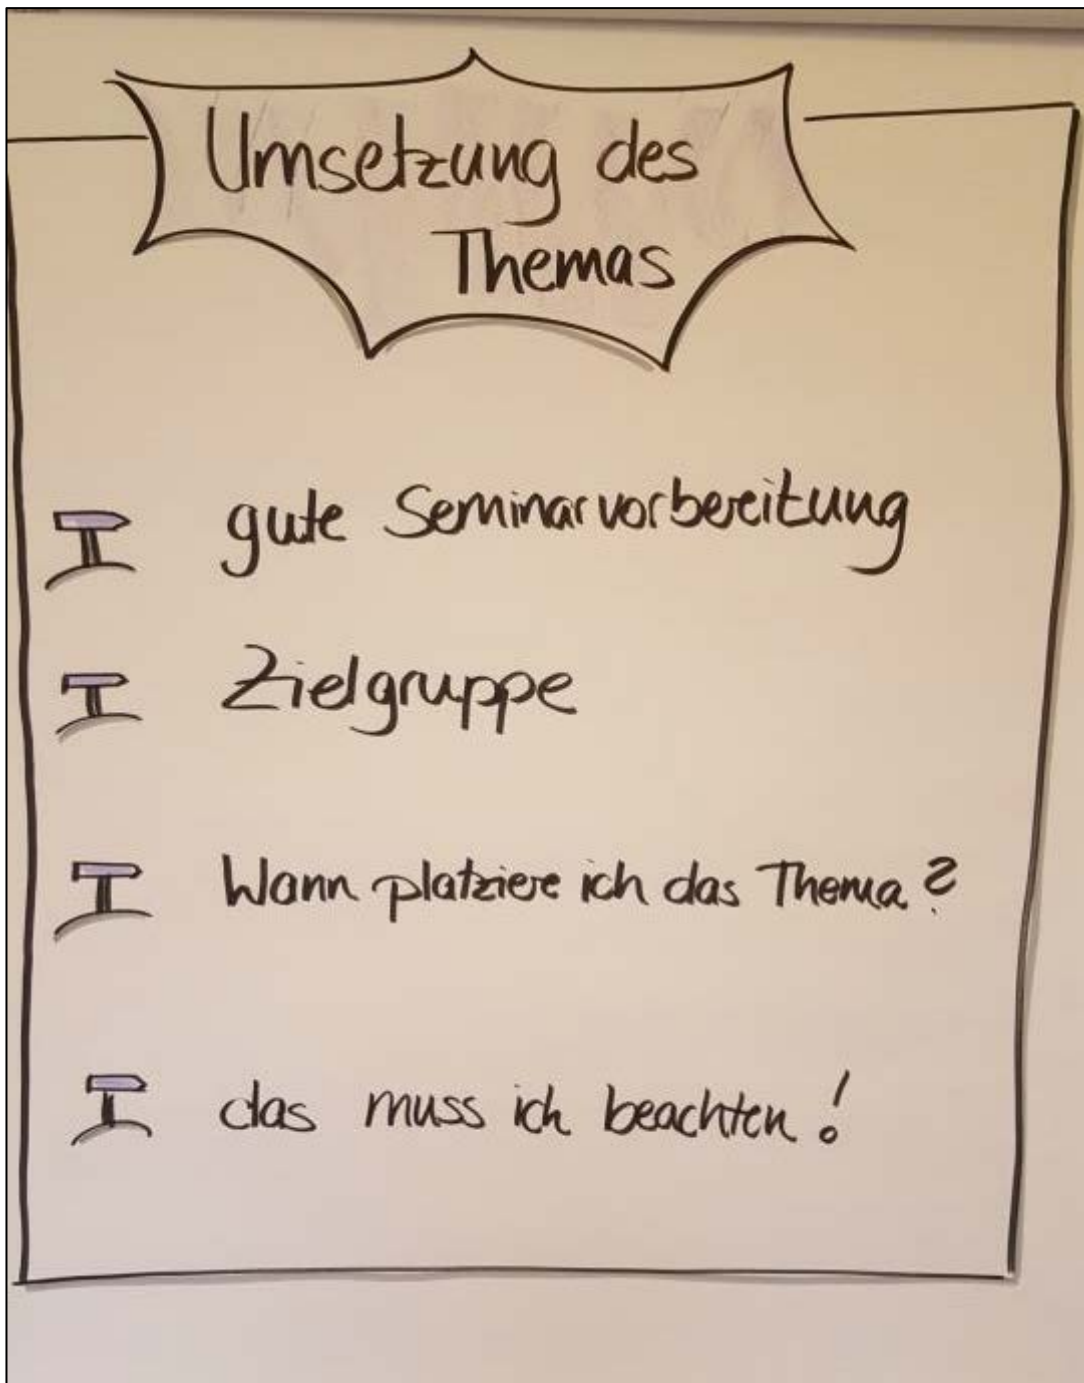 Umsetzung des
Themas
gute Seminarvorbereitung
Zielgruppe
Wann platziere ich das Thema?
das muss ich beachten!